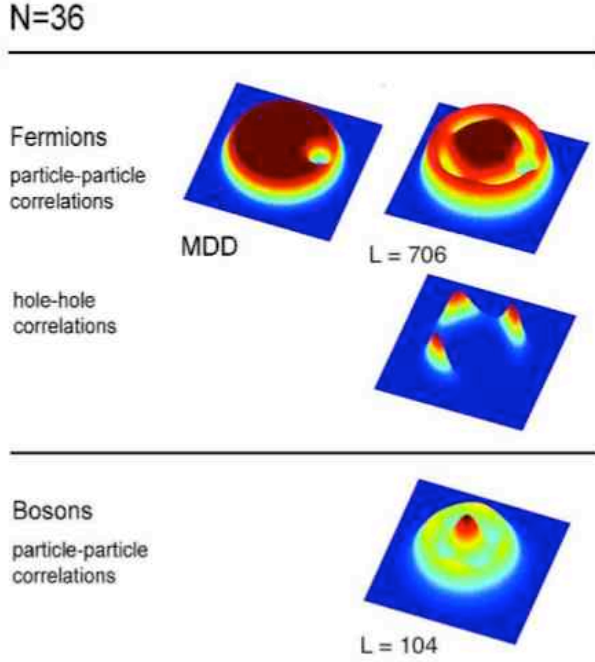 N=36
Fermions
particle-particle
correlations
MDD
L = 706
hole-hole
correlations
Bosons
particle-particle
correlations
L = 104